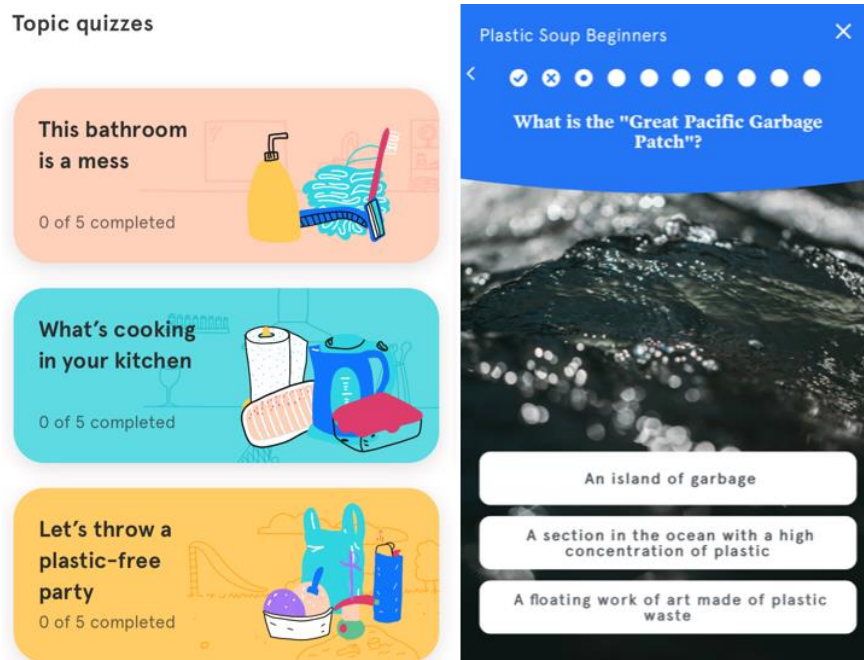 Topic quizzes
This bathroom
is a mess
0 of 5 completed
What's cooking
in your kitchen
0 of 5 completed
Let's throw a
plastic-free
party
0 of 5 completed
Plastic Soup Beginners
What is the "Great Pacific Garbage
Patch"?
An island of garbage
A section in the ocean with a high
concentration of plastic
A floating work of art made of plastic
waste